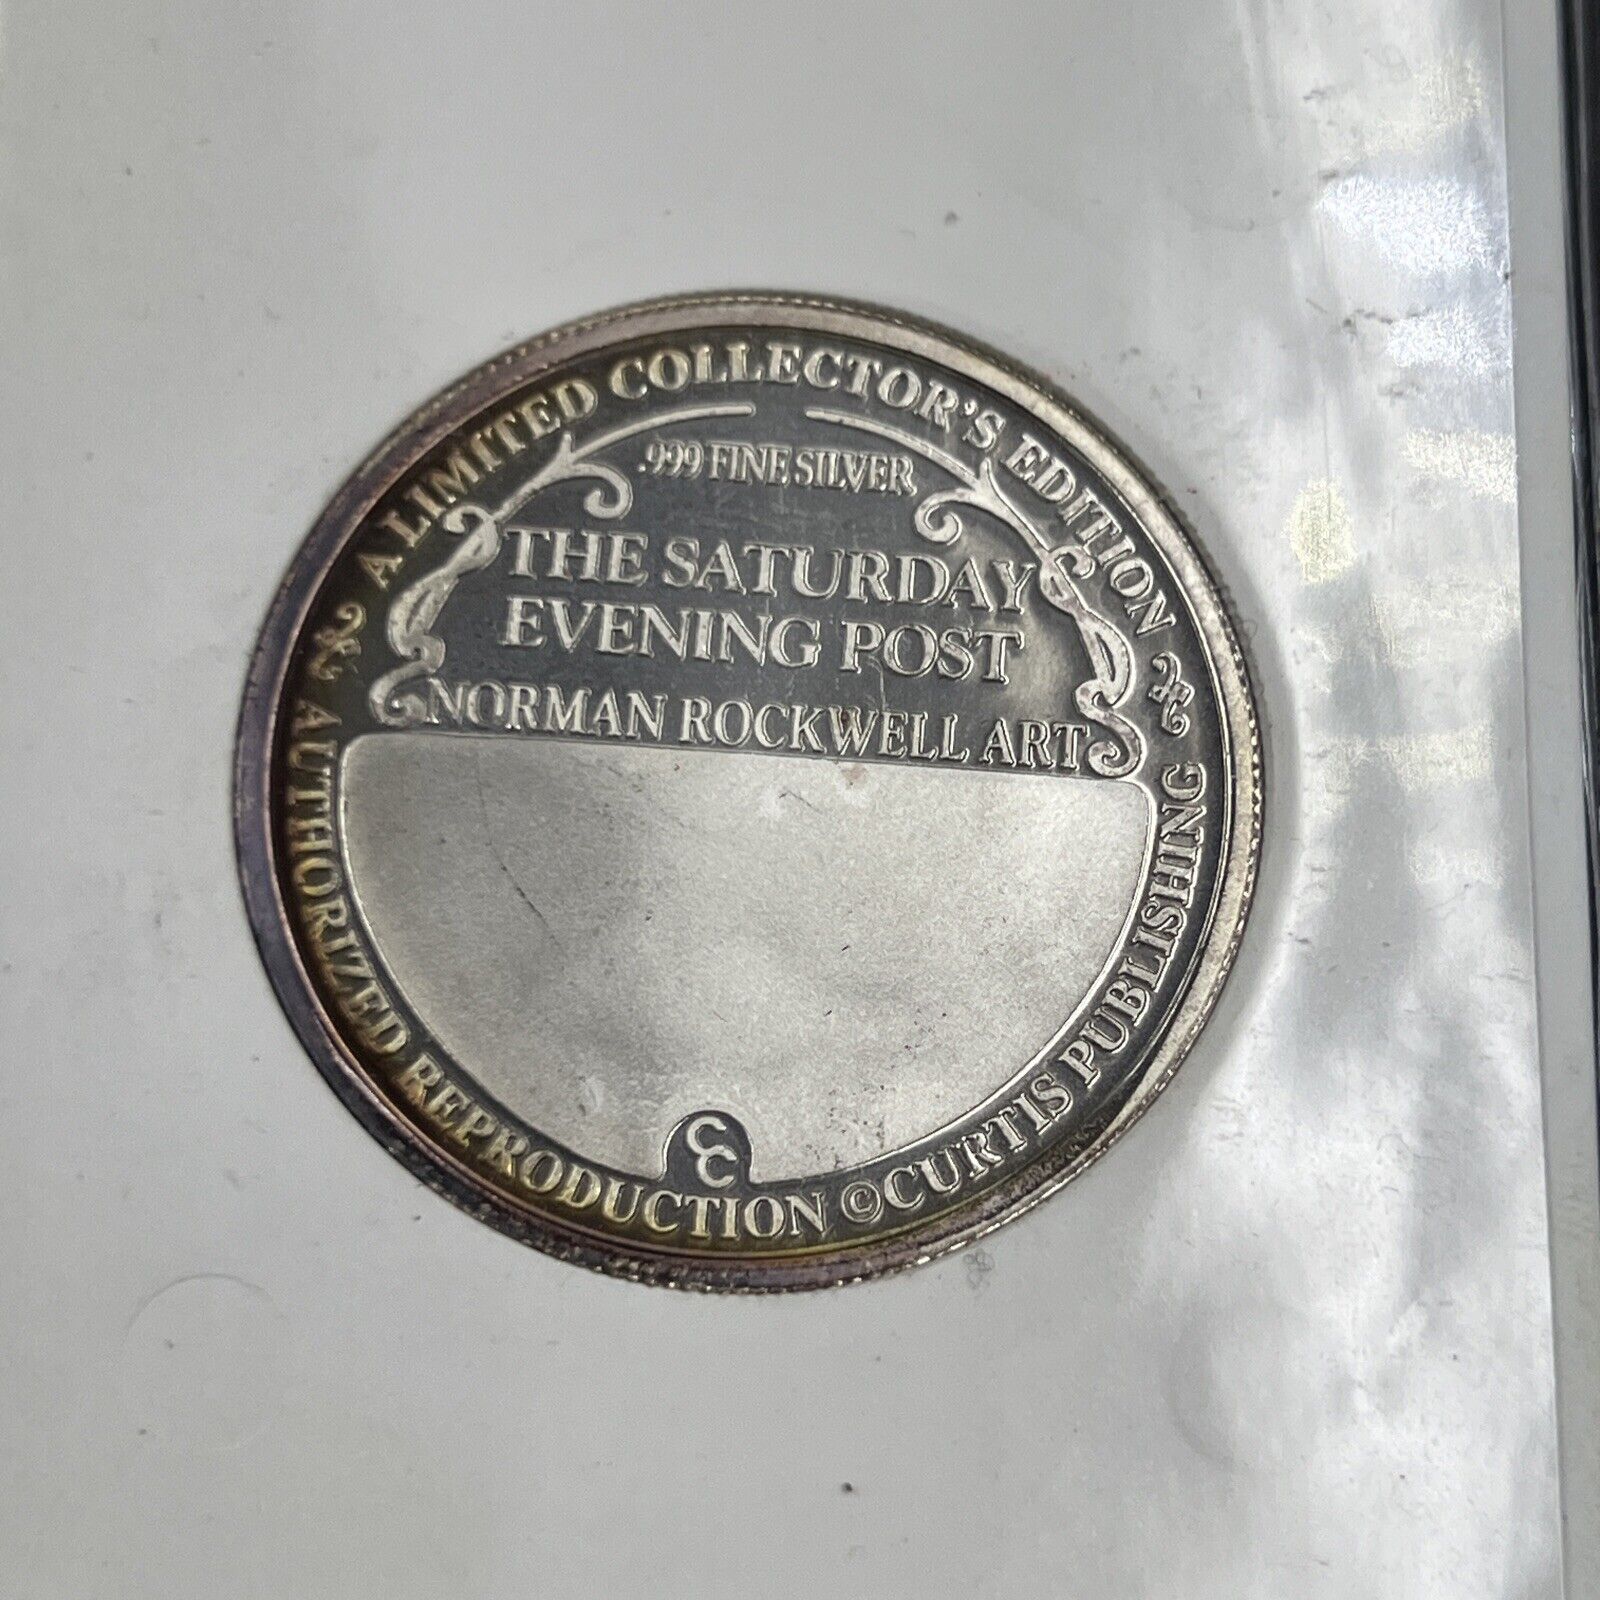 A LIMITED COLLECTOR'S EDITION
.999 FINE SILVER
THE SATURDAY
EVENING POST
NORMAN ROCKWELL ART
CC
AUTHORIZED REPRODUCTION ©CURTIS PUBLISHING